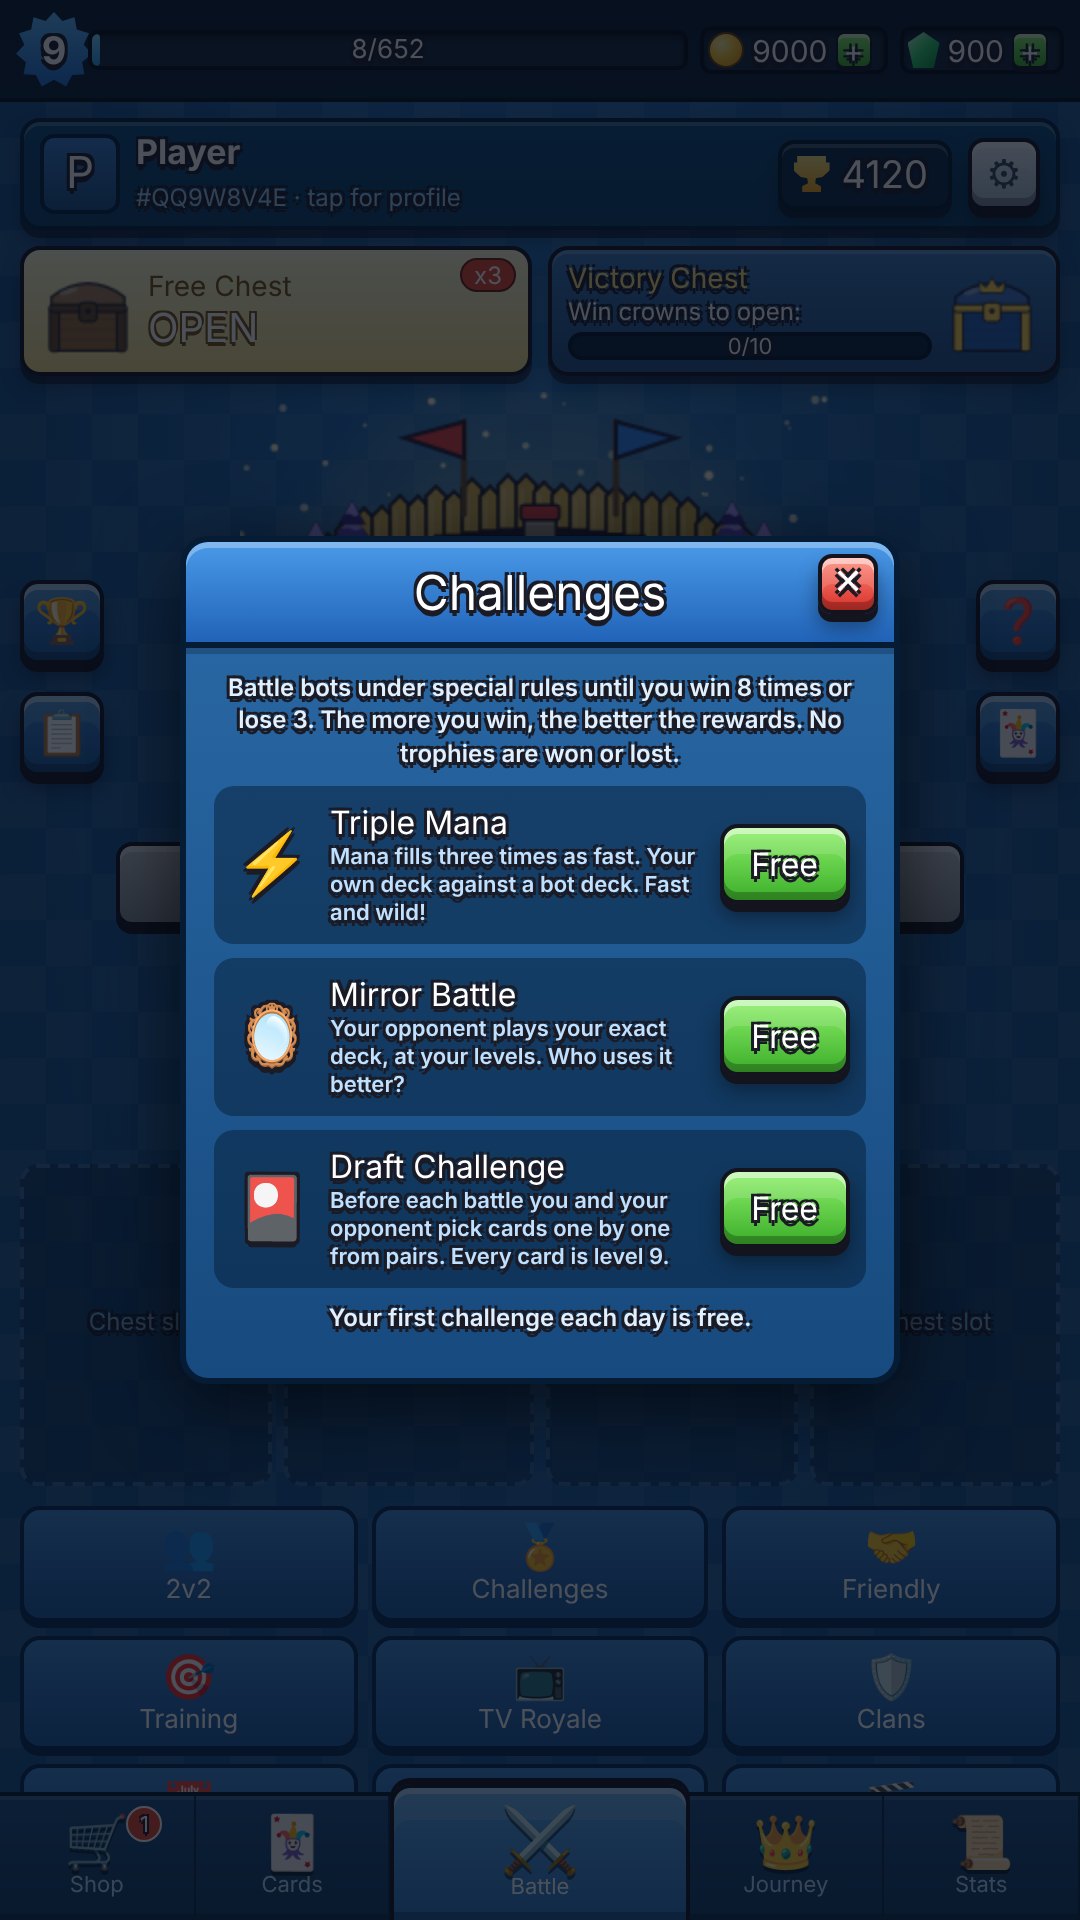 9
8/652
9000
900
P
Player
#QQ9W8V4E · tap for profile
4120
Free Chest
OPEN
x3
Victory Chest
Win crowns to open:
0/10
Challenges
Battle bots under special rules until you win 8 times or
lose 3. The more you win, the better the rewards. No
trophies are won or lost.
Triple Mana
Mana fills three times as fast. Your
own deck against a bot deck. Fast
and wild!
Free
Mirror Battle
Your opponent plays your exact
deck, at your levels. Who uses it
better?
Free
Draft Challenge
Before each battle you and your
opponent pick cards one by one
from pairs. Every card is level 9.
Free
Your first challenge each day is free.
Chest sl
hest slot
2v2
Challenges
Friendly
Training
TV Royale
Clans
July
1
Shop
Cards
Battle
Journey
Stats